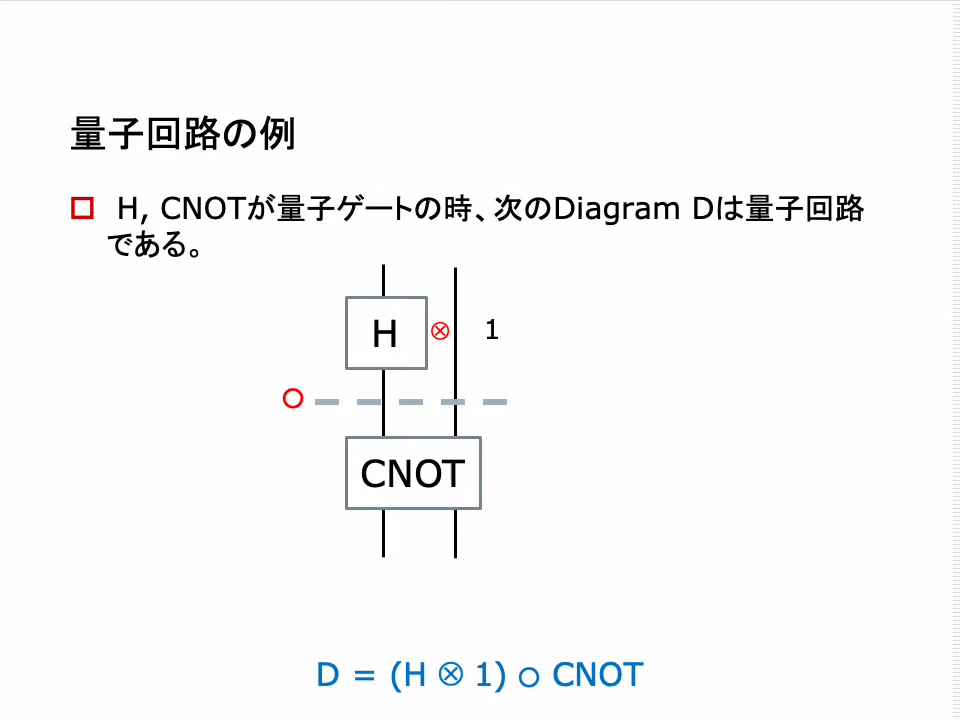 量子回路の例
H, CNOTが量子ゲートの時、次のDiagram Dは量子回路
である。
H ⊗ 1
○
CNOT
D = (H ⊗ 1) ○ CNOT